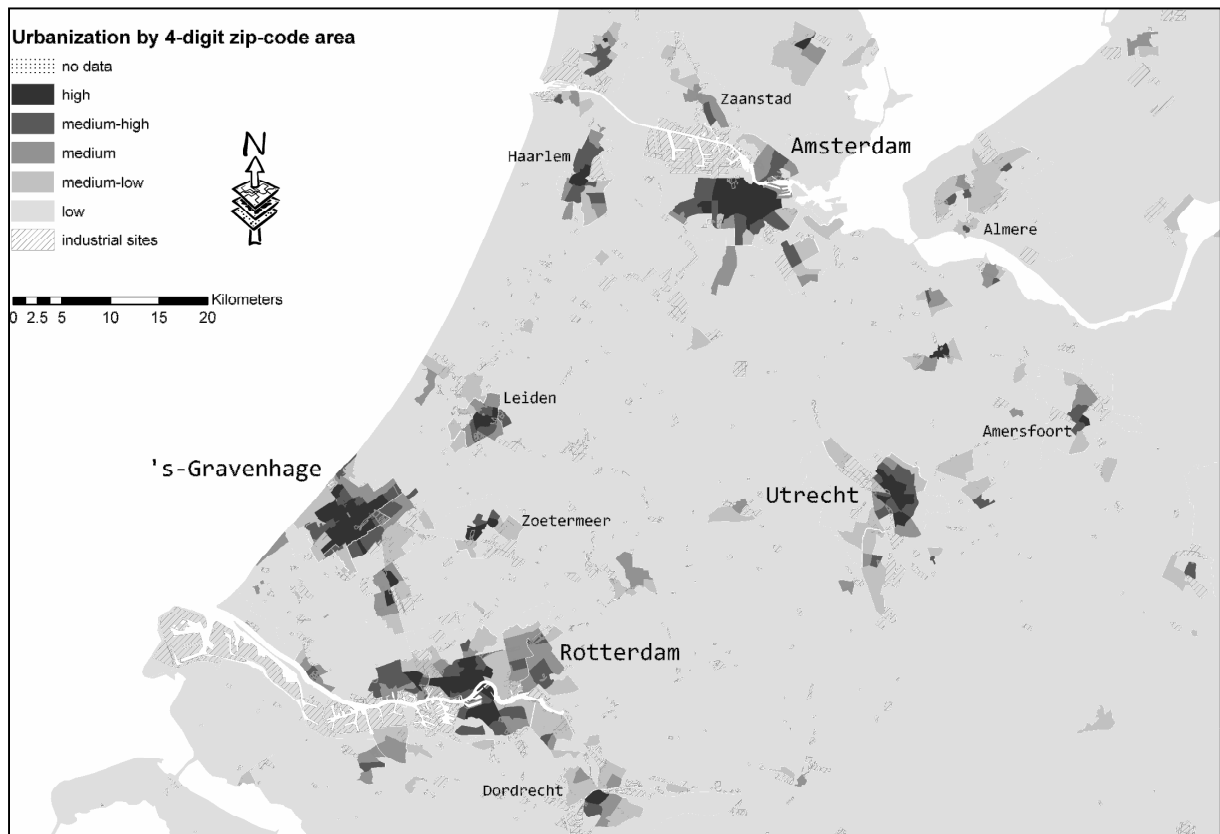 Urbanization by 4-digit zip-code area
no data
high
medium-high
medium
medium-low
low
industrial sites
N
Kilometers
0 2.5 5 10 15 20
Zaanstad
Haarlem
Amsterdam
Almere
Leiden
Amersfoort
's-Gravenhage
Utrecht
Zoetermeer
Rotterdam
Dordrecht